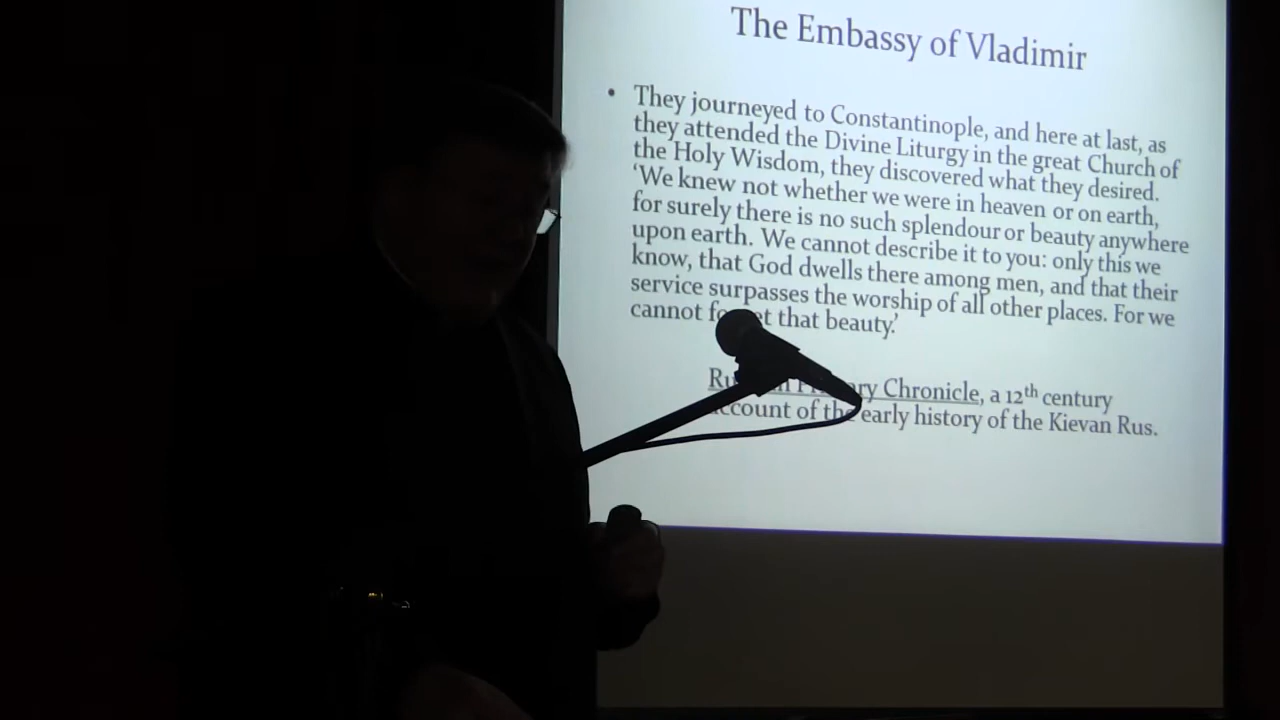 The Embassy of Vladimir
• They journeyed to Constantinople, and here at last, as
they attended the Divine Liturgy in the great Church of
the Holy Wisdom, they discovered what they desired.
‘We knew not whether we were in heaven or on earth,
for surely there is no such splendour or beauty anywhere
upon earth. We cannot describe it to you: only this we
know, that God dwells there among men, and that their
service surpasses the worship of all other places. For we
cannot that beauty.’
Chronicle, a 12th century
of the early history of the Kievan Rus.